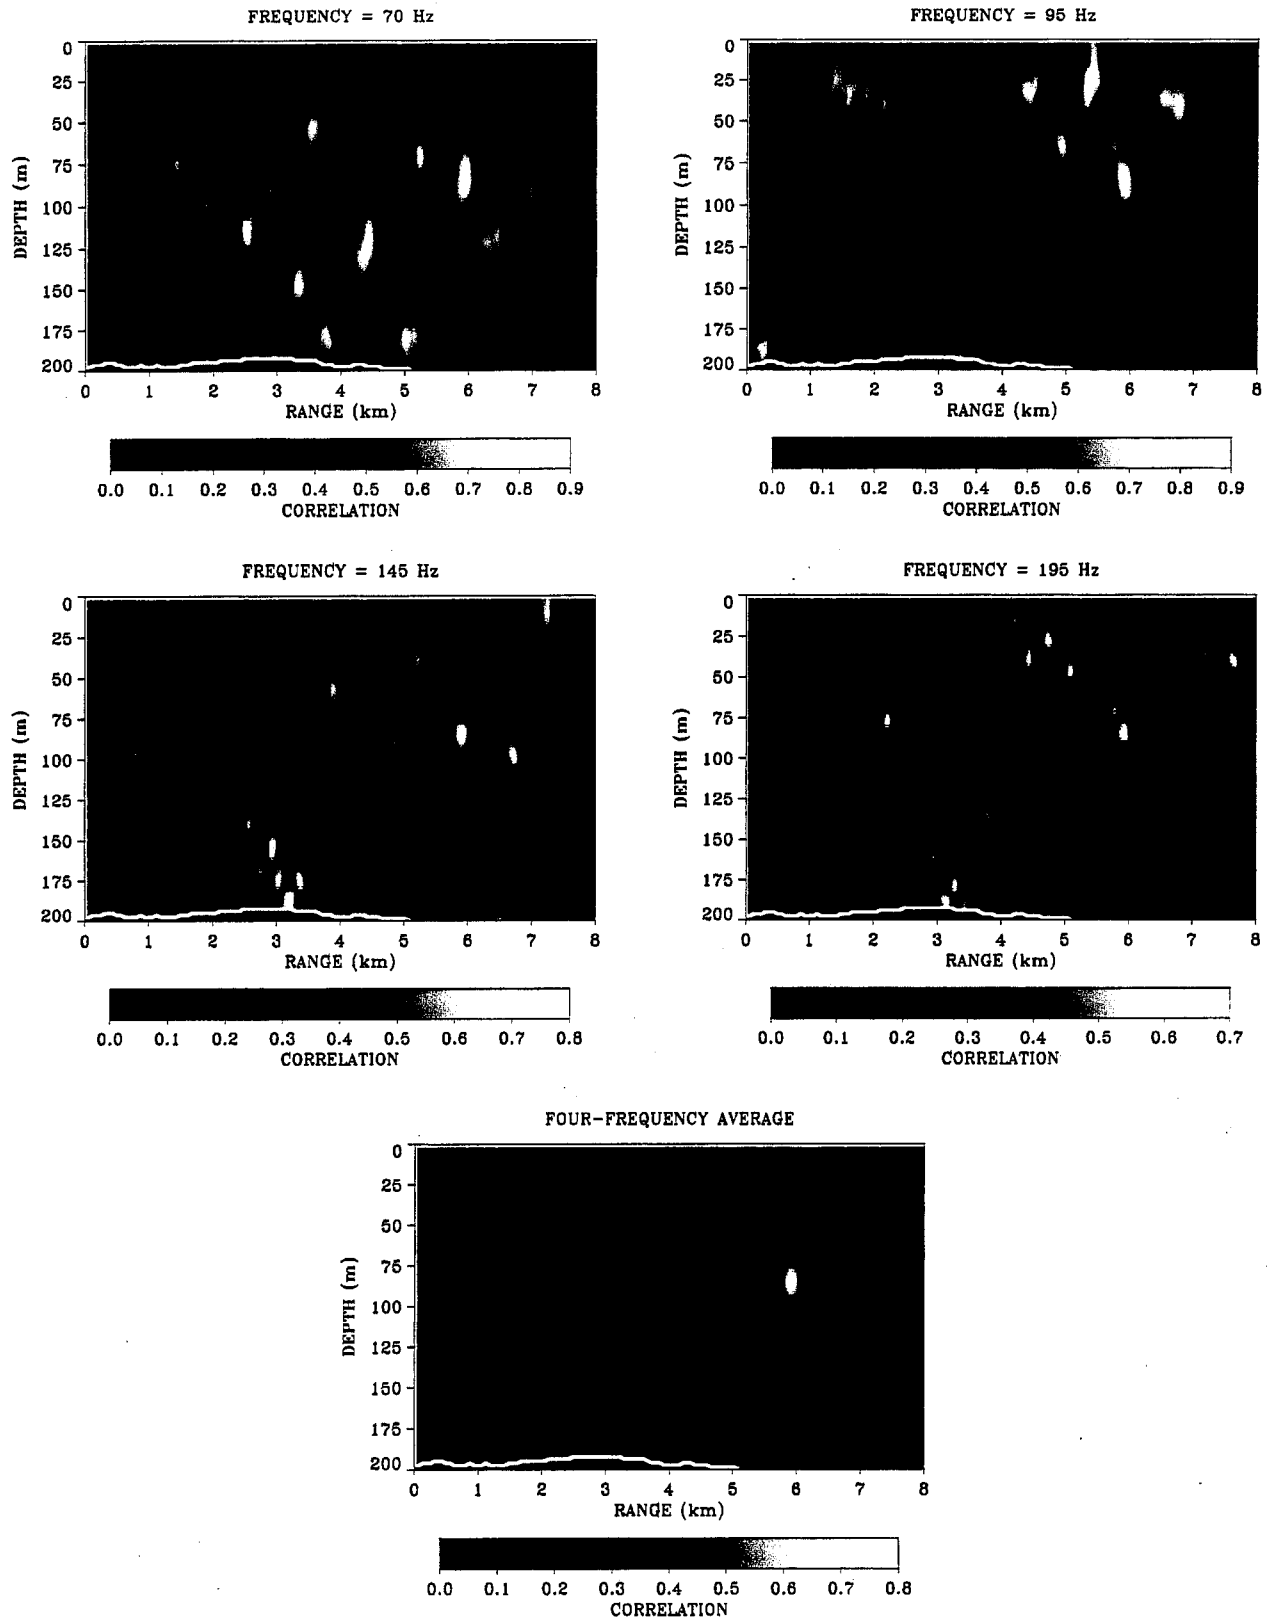 FREQUENCY = 70 Hz
0
25
50
75
100
125
150
175
200
DEPTH (m)
0 1 2 3 4 5 6 7 8
RANGE (km)
0.0 0.1 0.2 0.3 0.4 0.5 0.6 0.7 0.8 0.9
CORRELATION
FREQUENCY = 95 Hz
0
25
50
75
100
125
150
175
200
DEPTH (m)
0 1 2 3 4 5 6 7 8
RANGE (km)
0.0 0.1 0.2 0.3 0.4 0.5 0.6 0.7 0.8 0.9
CORRELATION
FREQUENCY = 145 Hz
0
25
50
75
100
125
150
175
200
DEPTH (m)
0 1 2 3 4 5 6 7 8
RANGE (km)
0.0 0.1 0.2 0.3 0.4 0.5 0.6 0.7 0.8
CORRELATION
FREQUENCY = 195 Hz
0
25
50
75
100
125
150
175
200
DEPTH (m)
0 1 2 3 4 5 6 7 8
RANGE (km)
0.0 0.1 0.2 0.3 0.4 0.5 0.6 0.7
CORRELATION
FOUR-FREQUENCY AVERAGE
0
25
50
75
100
125
150
175
200
DEPTH (m)
0 1 2 3 4 5 6 7 8
RANGE (km)
0.0 0.1 0.2 0.3 0.4 0.5 0.6 0.7 0.8
CORRELATION